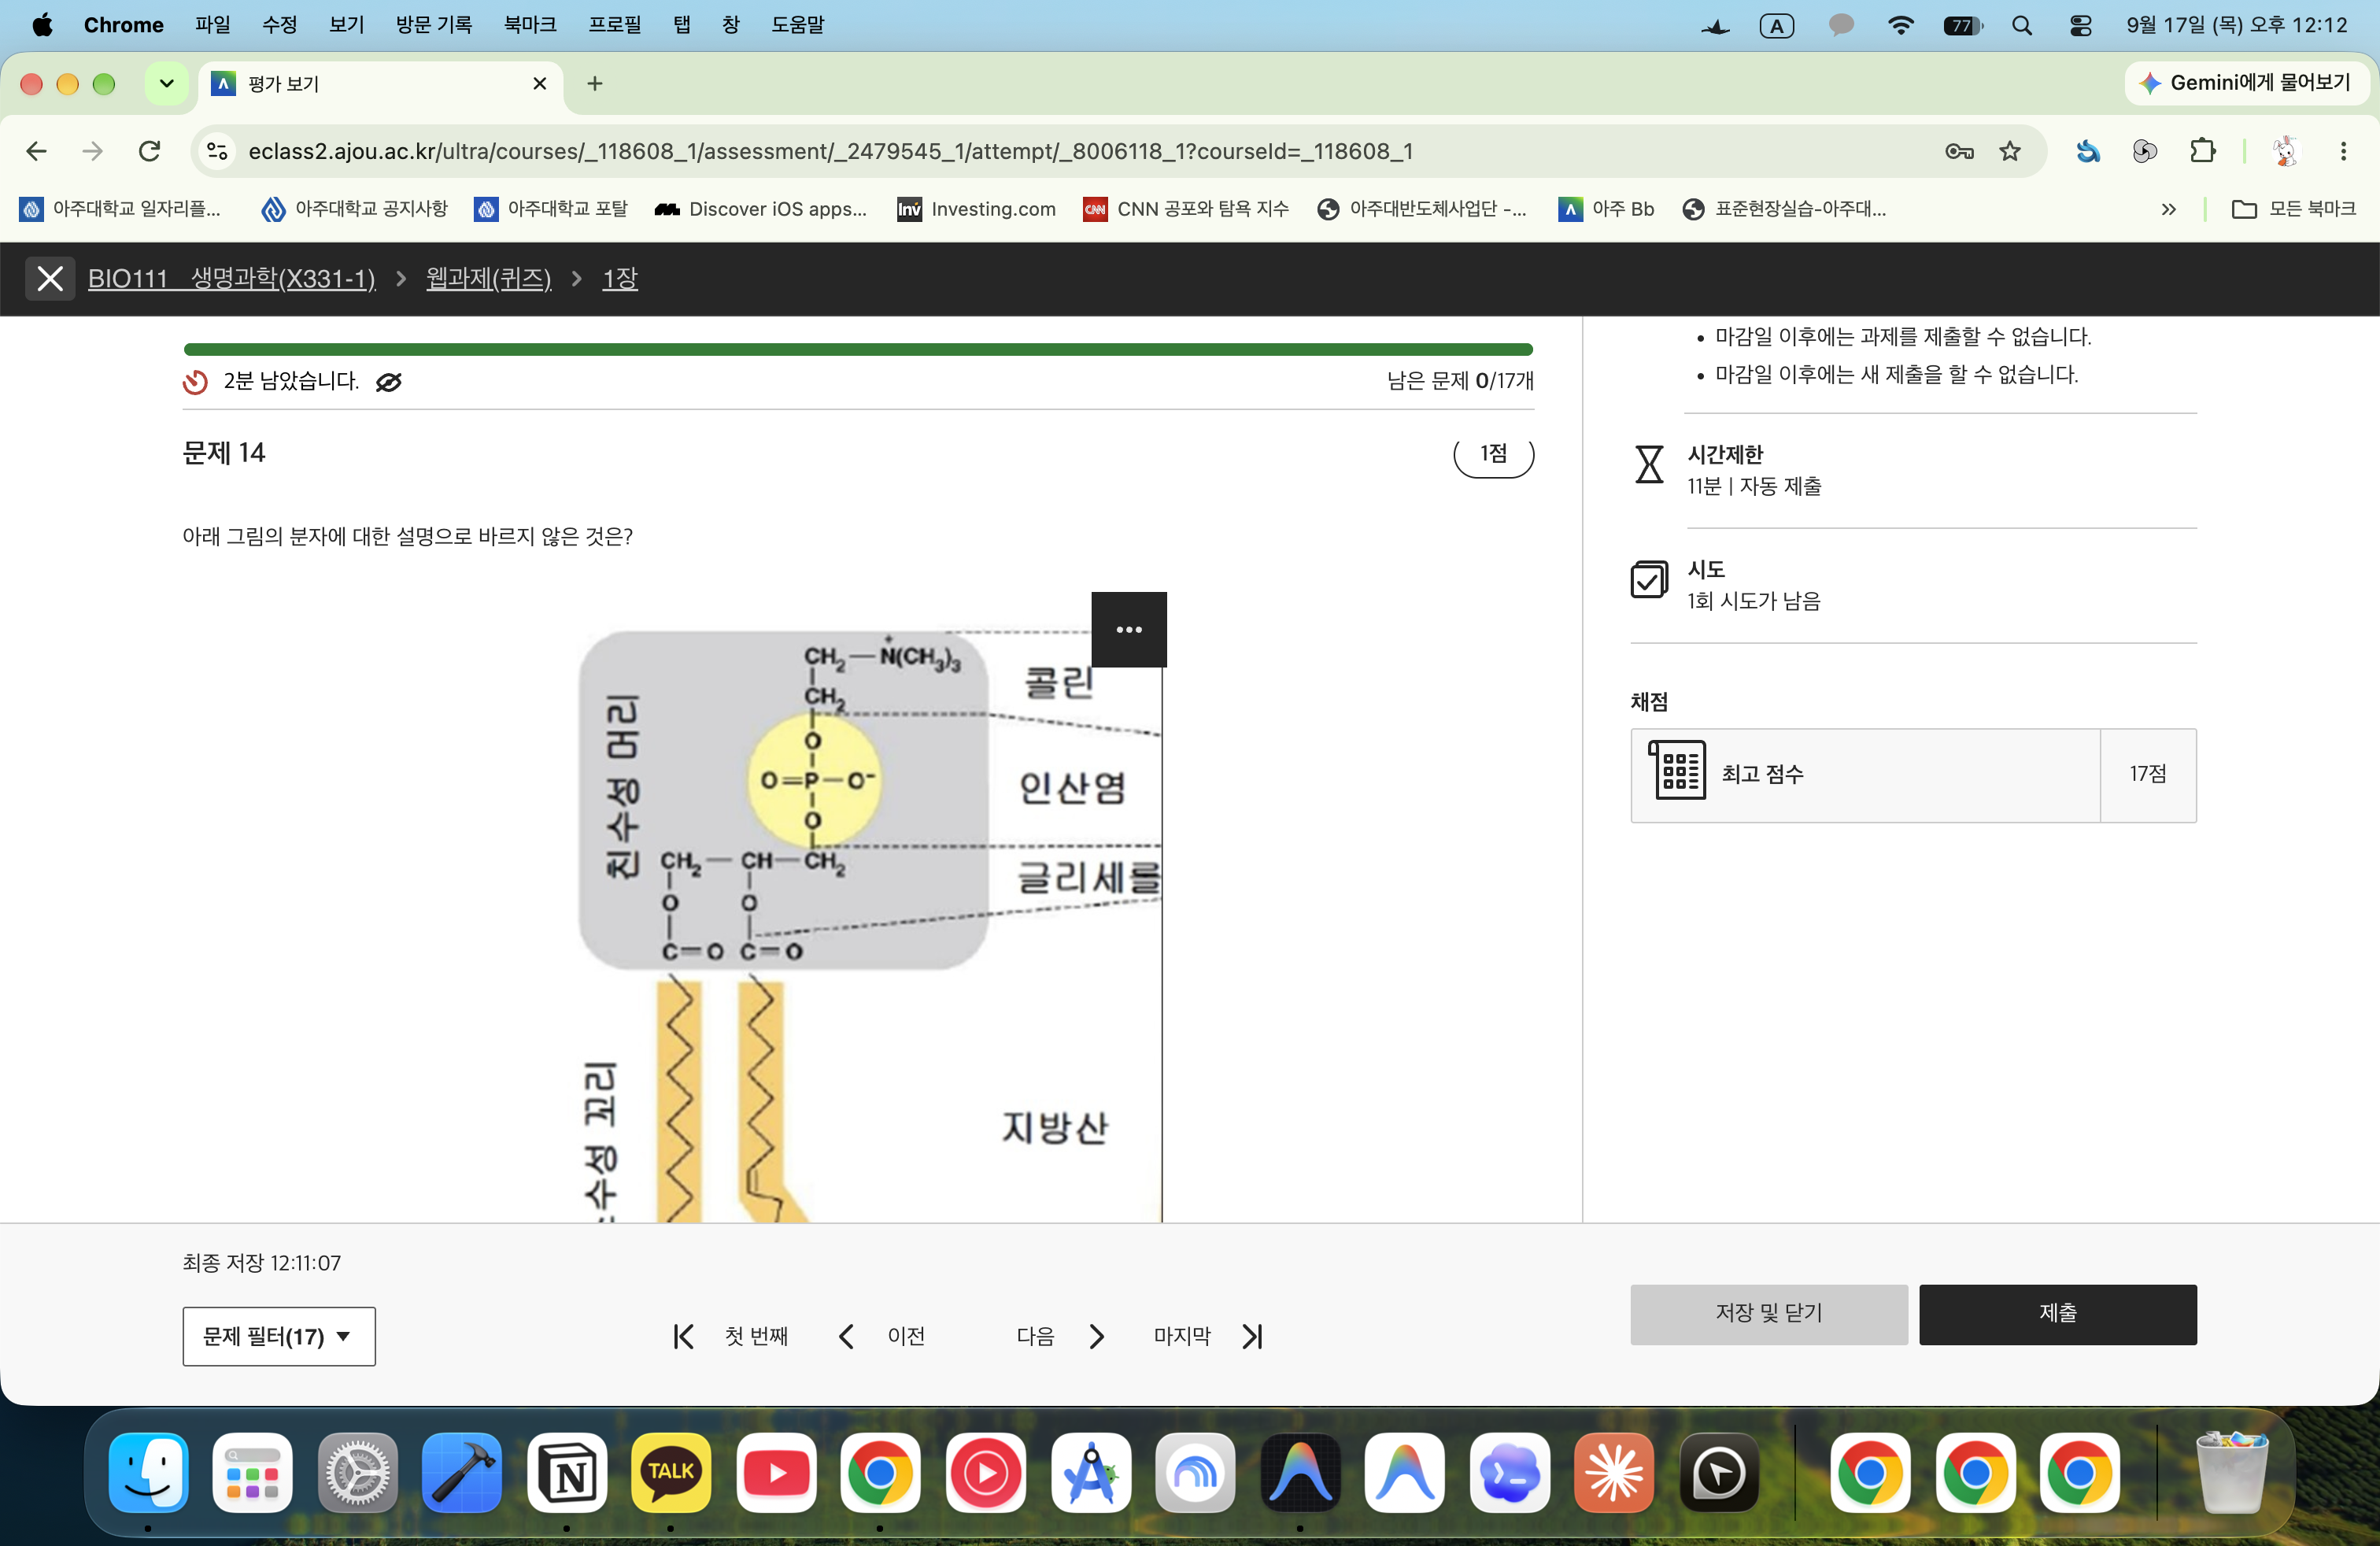 Chrome 파일 수정 보기 방문 기록 북마크 프로필 탭 창 도움말 A 77 9월 17일 (목) 오후 12:12
평가 보기 Gemini에게 물어보기
eclass2.ajou.ac.kr/ultra/courses/_118608_1/assessment/_2479545_1/attempt/_8006118_1?courseId=_118608_1
아주대학교 일자리플... 아주대학교 공지사항 아주대학교 포탈 Discover iOS apps... Inv Investing.com CNN CNN 공포와 탐욕 지수 아주대반도체사업단 -... 아주 Bb 표준현장실습-아주대... 모든 북마크
BIO111 생명과학(X331-1) 웹과제(퀴즈) 1장
2분 남았습니다.
남은 문제 0/17개
문제 14
1점
아래 그림의 분자에 대한 설명으로 바르지 않은 것은?
친수성 머리
CH2—N+(CH3)3
CH2
O
O=P—O-
O
CH2—CH—CH2
O O
C=O C=O
콜린
인산염
글리세롤
지방산
수성 꼬리
마감일 이후에는 과제를 제출할 수 없습니다.
마감일 이후에는 새 제출을 할 수 없습니다.
시간제한
11분 | 자동 제출
시도
1회 시도가 남음
채점
최고 점수
17점
최종 저장 12:11:07
문제 필터(17)
첫 번째 이전 다음 마지막
저장 및 닫기
제출
N TALK